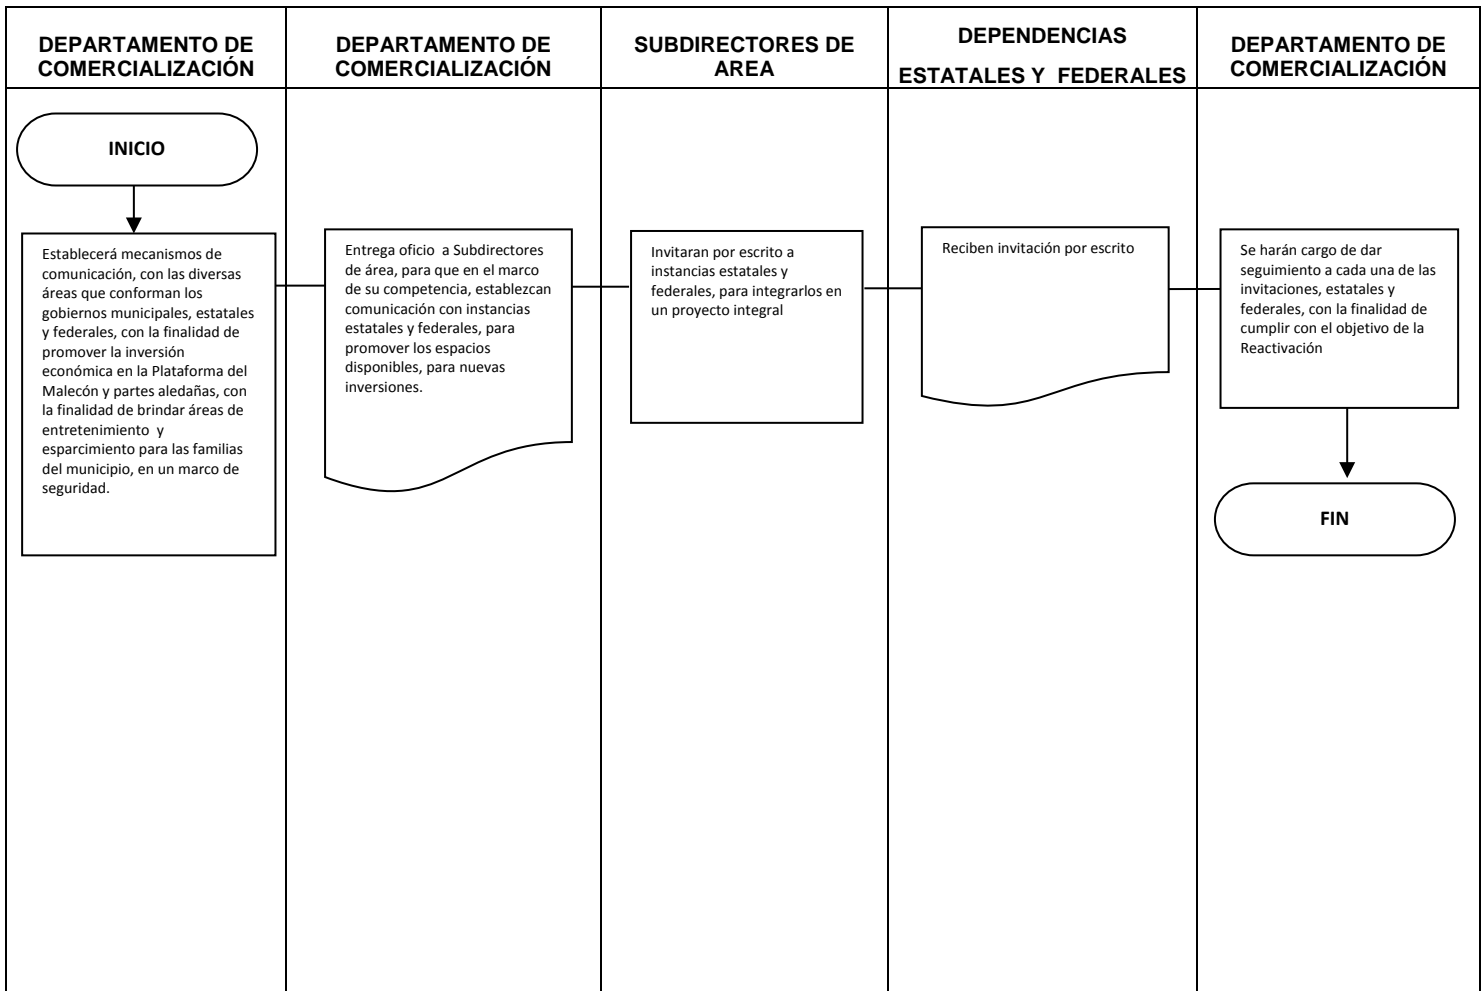 DEPARTAMENTO DE
COMERCIALIZACIÓN
DEPARTAMENTO DE
COMERCIALIZACIÓN
SUBDIRECTORES DE
AREA
DEPENDENCIAS
ESTATALES Y FEDERALES
DEPARTAMENTO DE
COMERCIALIZACIÓN
INICIO
Establecerá mecanismos de
comunicación, con las diversas
áreas que conforman los
gobiernos municipales, estatales
y federales, con la finalidad de
promover la inversión
económica en la Plataforma del
Malecón y partes aledañas, con
la finalidad de brindar áreas de
entretenimiento y
esparcimiento para las familias
del municipio, en un marco de
seguridad.
Entrega oficio a Subdirectores
de área, para que en el marco
de su competencia, establezcan
comunicación con instancias
estatales y federales, para
promover los espacios
disponibles, para nuevas
inversiones.
Invitaran por escrito a
instancias estatales y
federales, para integrarlos en
un proyecto integral
Reciben invitación por escrito
Se harán cargo de dar
seguimiento a cada una de las
invitaciones, estatales y
federales, con la finalidad de
cumplir con el objetivo de la
Reactivación
FIN